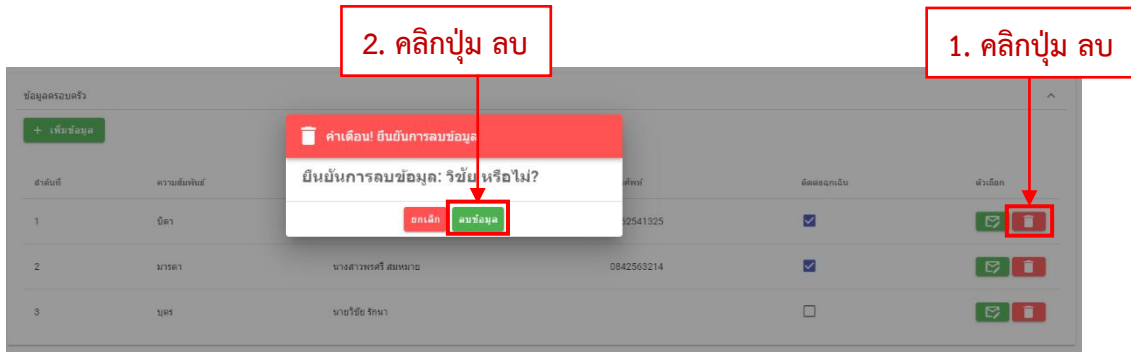 2. คลิกปุ่ม ลบ
1. คลิกปุ่ม ลบ
ข้อมูลครอบครัว
+ เพิ่มข้อมูล
คำเตือน! ยืนยันการลบข้อมูล
ยืนยันการลบข้อมูล: วิชัย หรือไม่?
ยกเลิก ลบข้อมูล
ลำดับที่ ความสัมพันธ์ ติดต่อฉุกเฉิน ตัวเลือก
1 บิดา 62541325
2 มารดา นางสาวพรศรี สมหมาย 0842563214
3 บุตร นายวิชัย รักนา